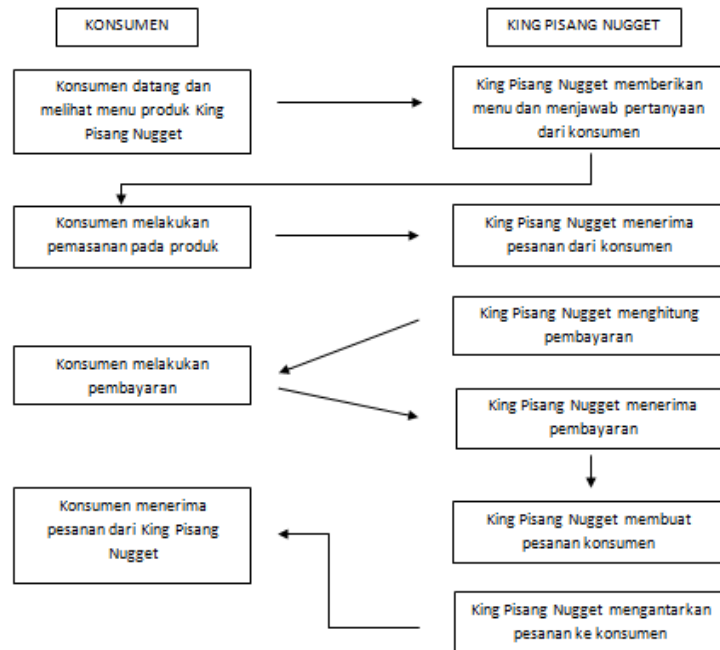 KONSUMEN
KING PISANG NUGGET
Konsumen datang dan
melihat menu produk King
Pisang Nugget
King Pisang Nugget memberikan
menu dan menjawab pertanyaan
dari konsumen
Konsumen melakukan
pemasanan pada produk
King Pisang Nugget menerima
pesanan dari konsumen
King Pisang Nugget menghitung
pembayaran
Konsumen melakukan
pembayaran
King Pisang Nugget menerima
pembayaran
Konsumen menerima
pesanan dari King Pisang
Nugget
King Pisang Nugget membuat
pesanan konsumen
King Pisang Nugget mengantarkan
pesanan ke konsumen